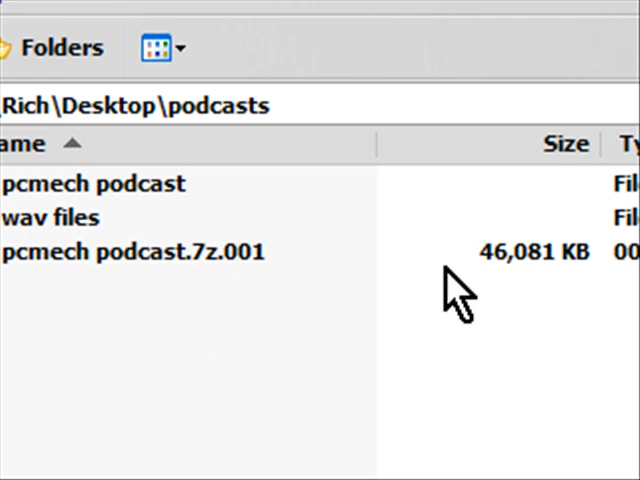 Folders
Rich\Desktop\podcasts
ame Size Ty
pcmech podcast Fil
wav files Fil
pcmech podcast.7z.001 46,081 KB 00